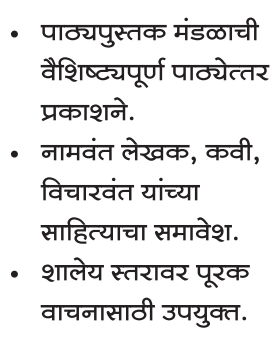 • पाठ्यपुस्तक मंडळाची
वैशिष्ट्यपूर्ण पाठ्येत्तर
प्रकाशने.
• नामवंत लेखक, कवी,
विचारवंत यांच्या
साहित्याचा समावेश.
• शालेय स्तरावर पूरक
वाचनासाठी उपयुक्त.